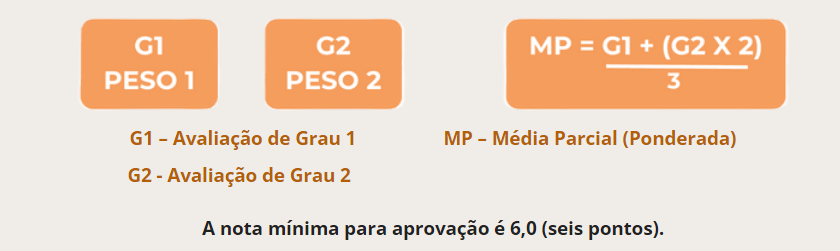 G1
PESO 1
G2
PESO 2
MP = G1 + (G2 X 2)
3
G1 – Avaliação de Grau 1
MP – Média Parcial (Ponderada)
G2 - Avaliação de Grau 2
A nota mínima para aprovação é 6,0 (seis pontos).